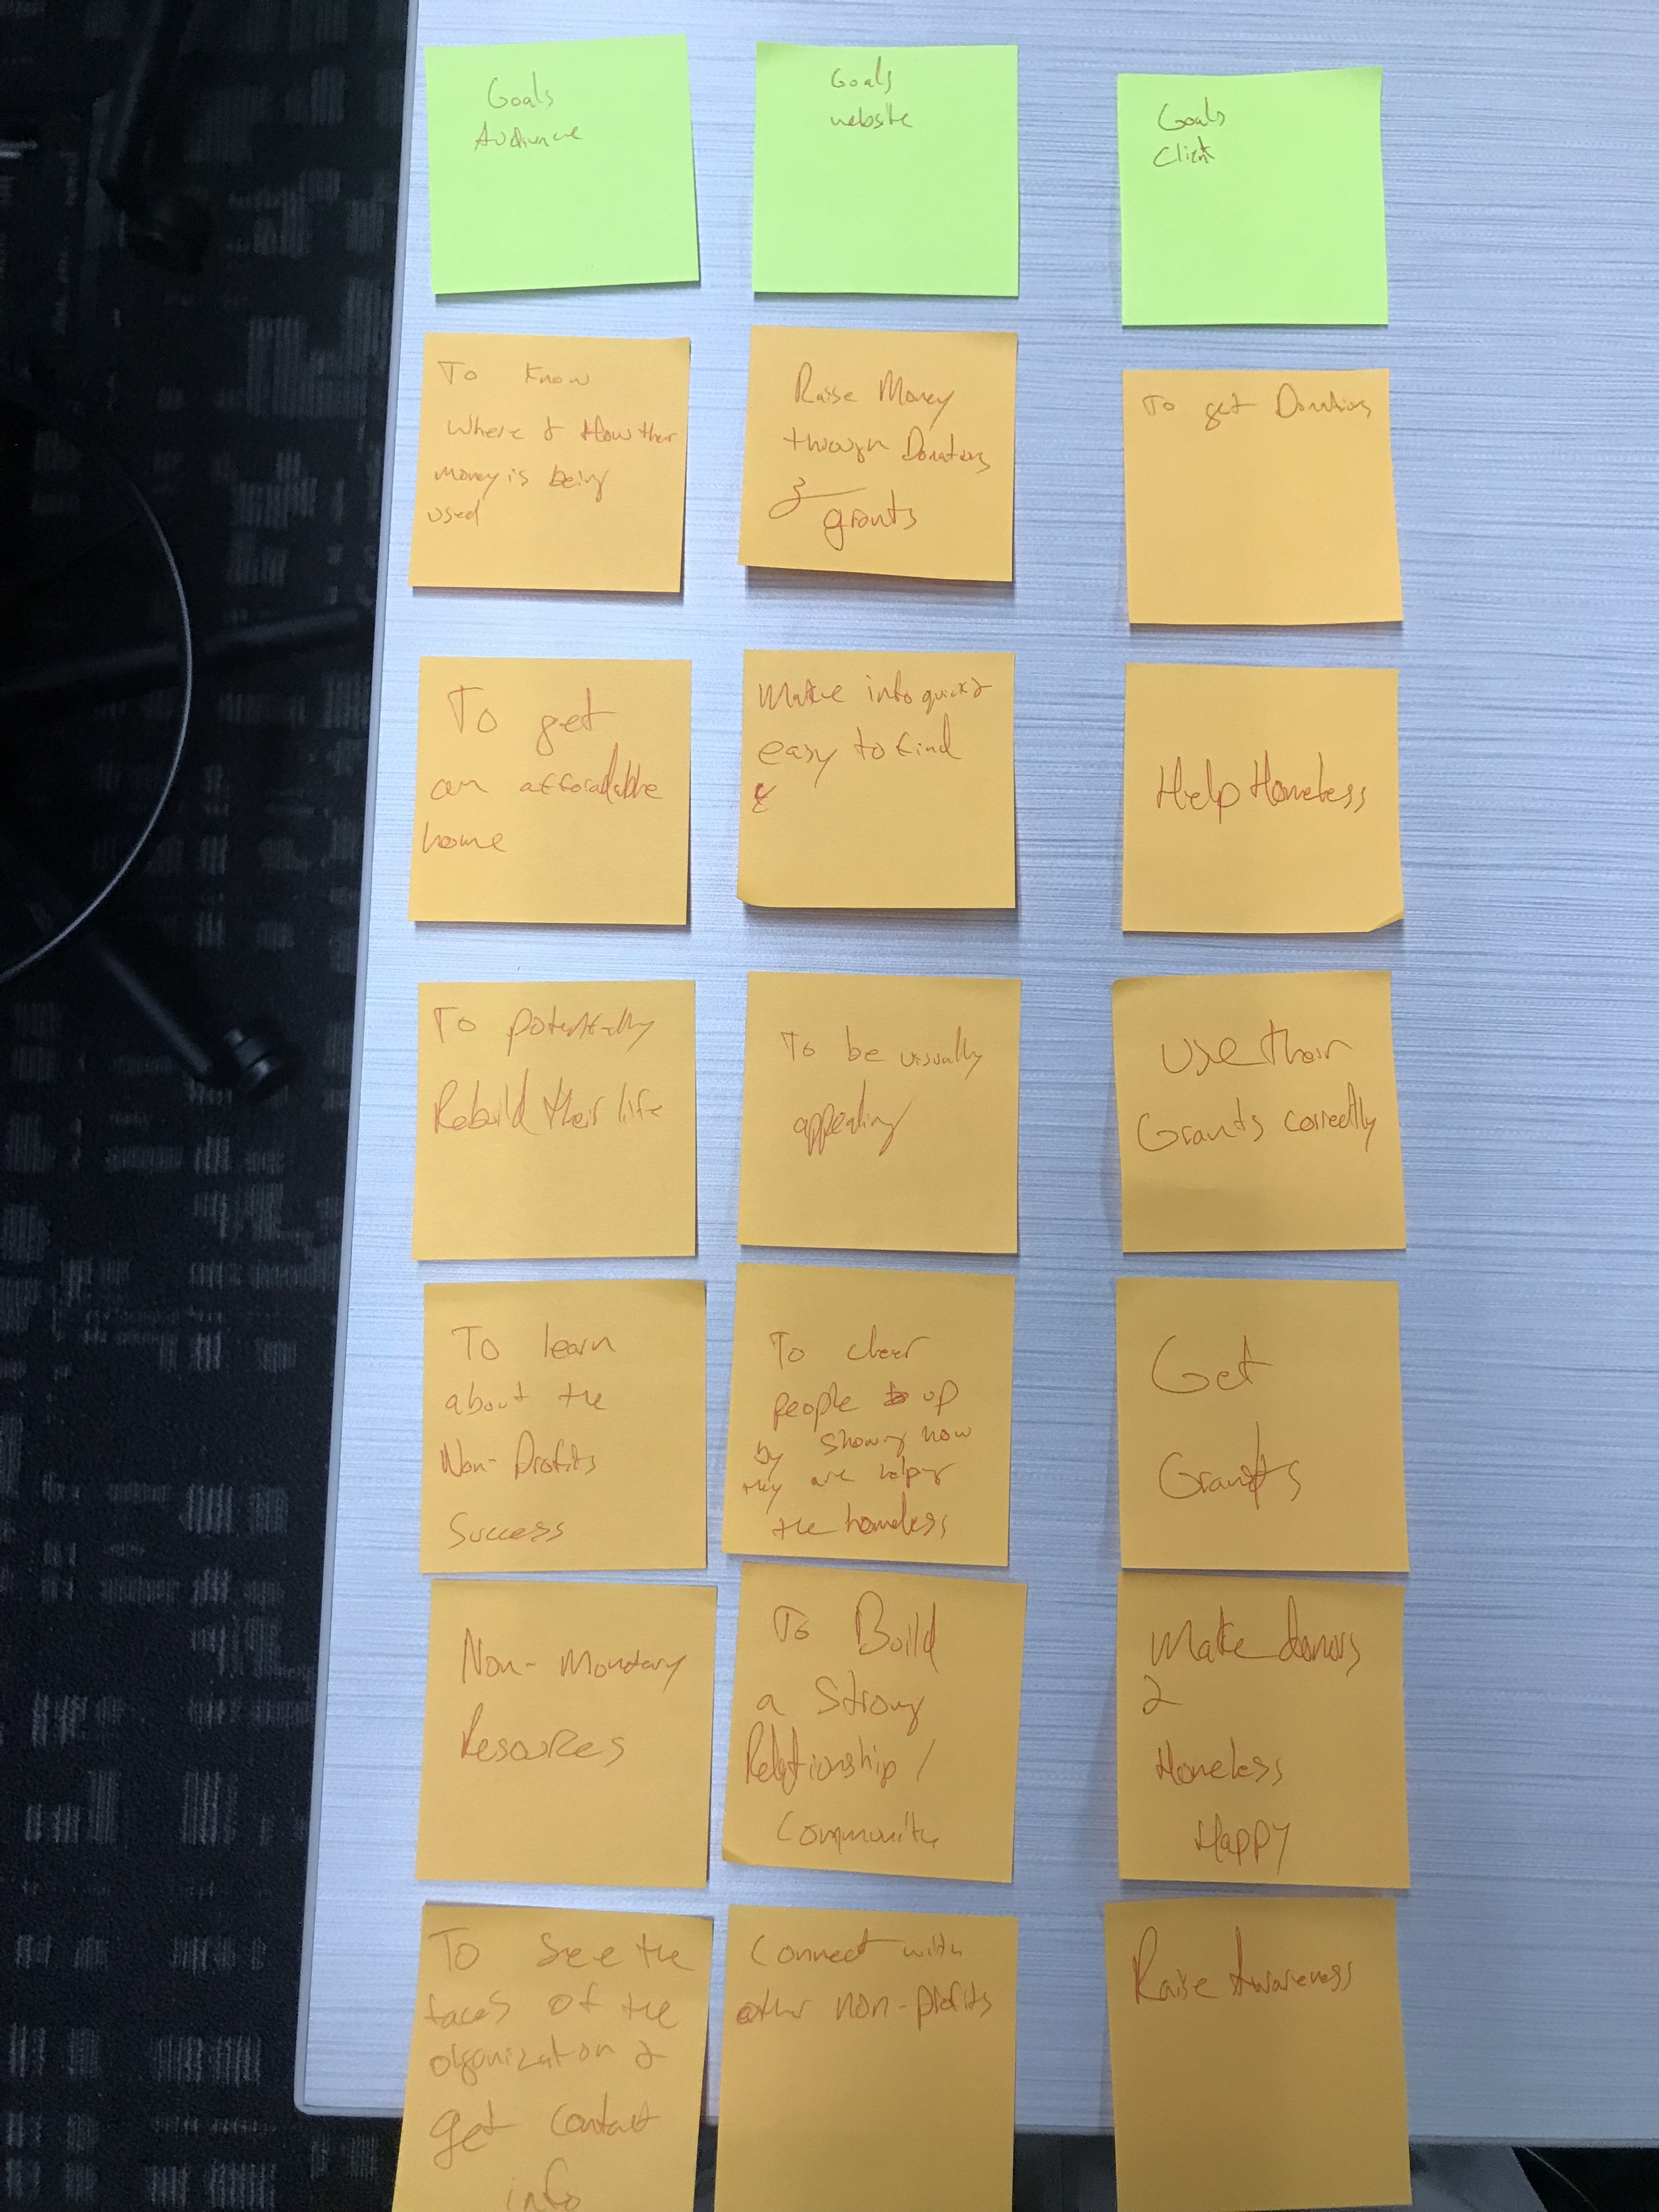 Goals
Audience
Goals
website
Goals
Client
To Know
Where & How their
money is being
used
Raise Money
through Donations
&
grants
To get Donations
To get
an afforadable
home
Make info quick &
easy to find
Help Homeless
To potentially
Rebuild their life
To be visually
appealing
Use their
Grants correctly
To learn
about the
Non-Profits
Success
To cheer
people up
by showing how
they are helping
the homeless
Get
Grants
Non-Monetary
Resources
To Build
a Strong
Relationship /
Community
Make donors
&
Homeless
Happy
To See the
faces of the
organization &
get contact
info
Connect with
other non-profits
Raise Awareness